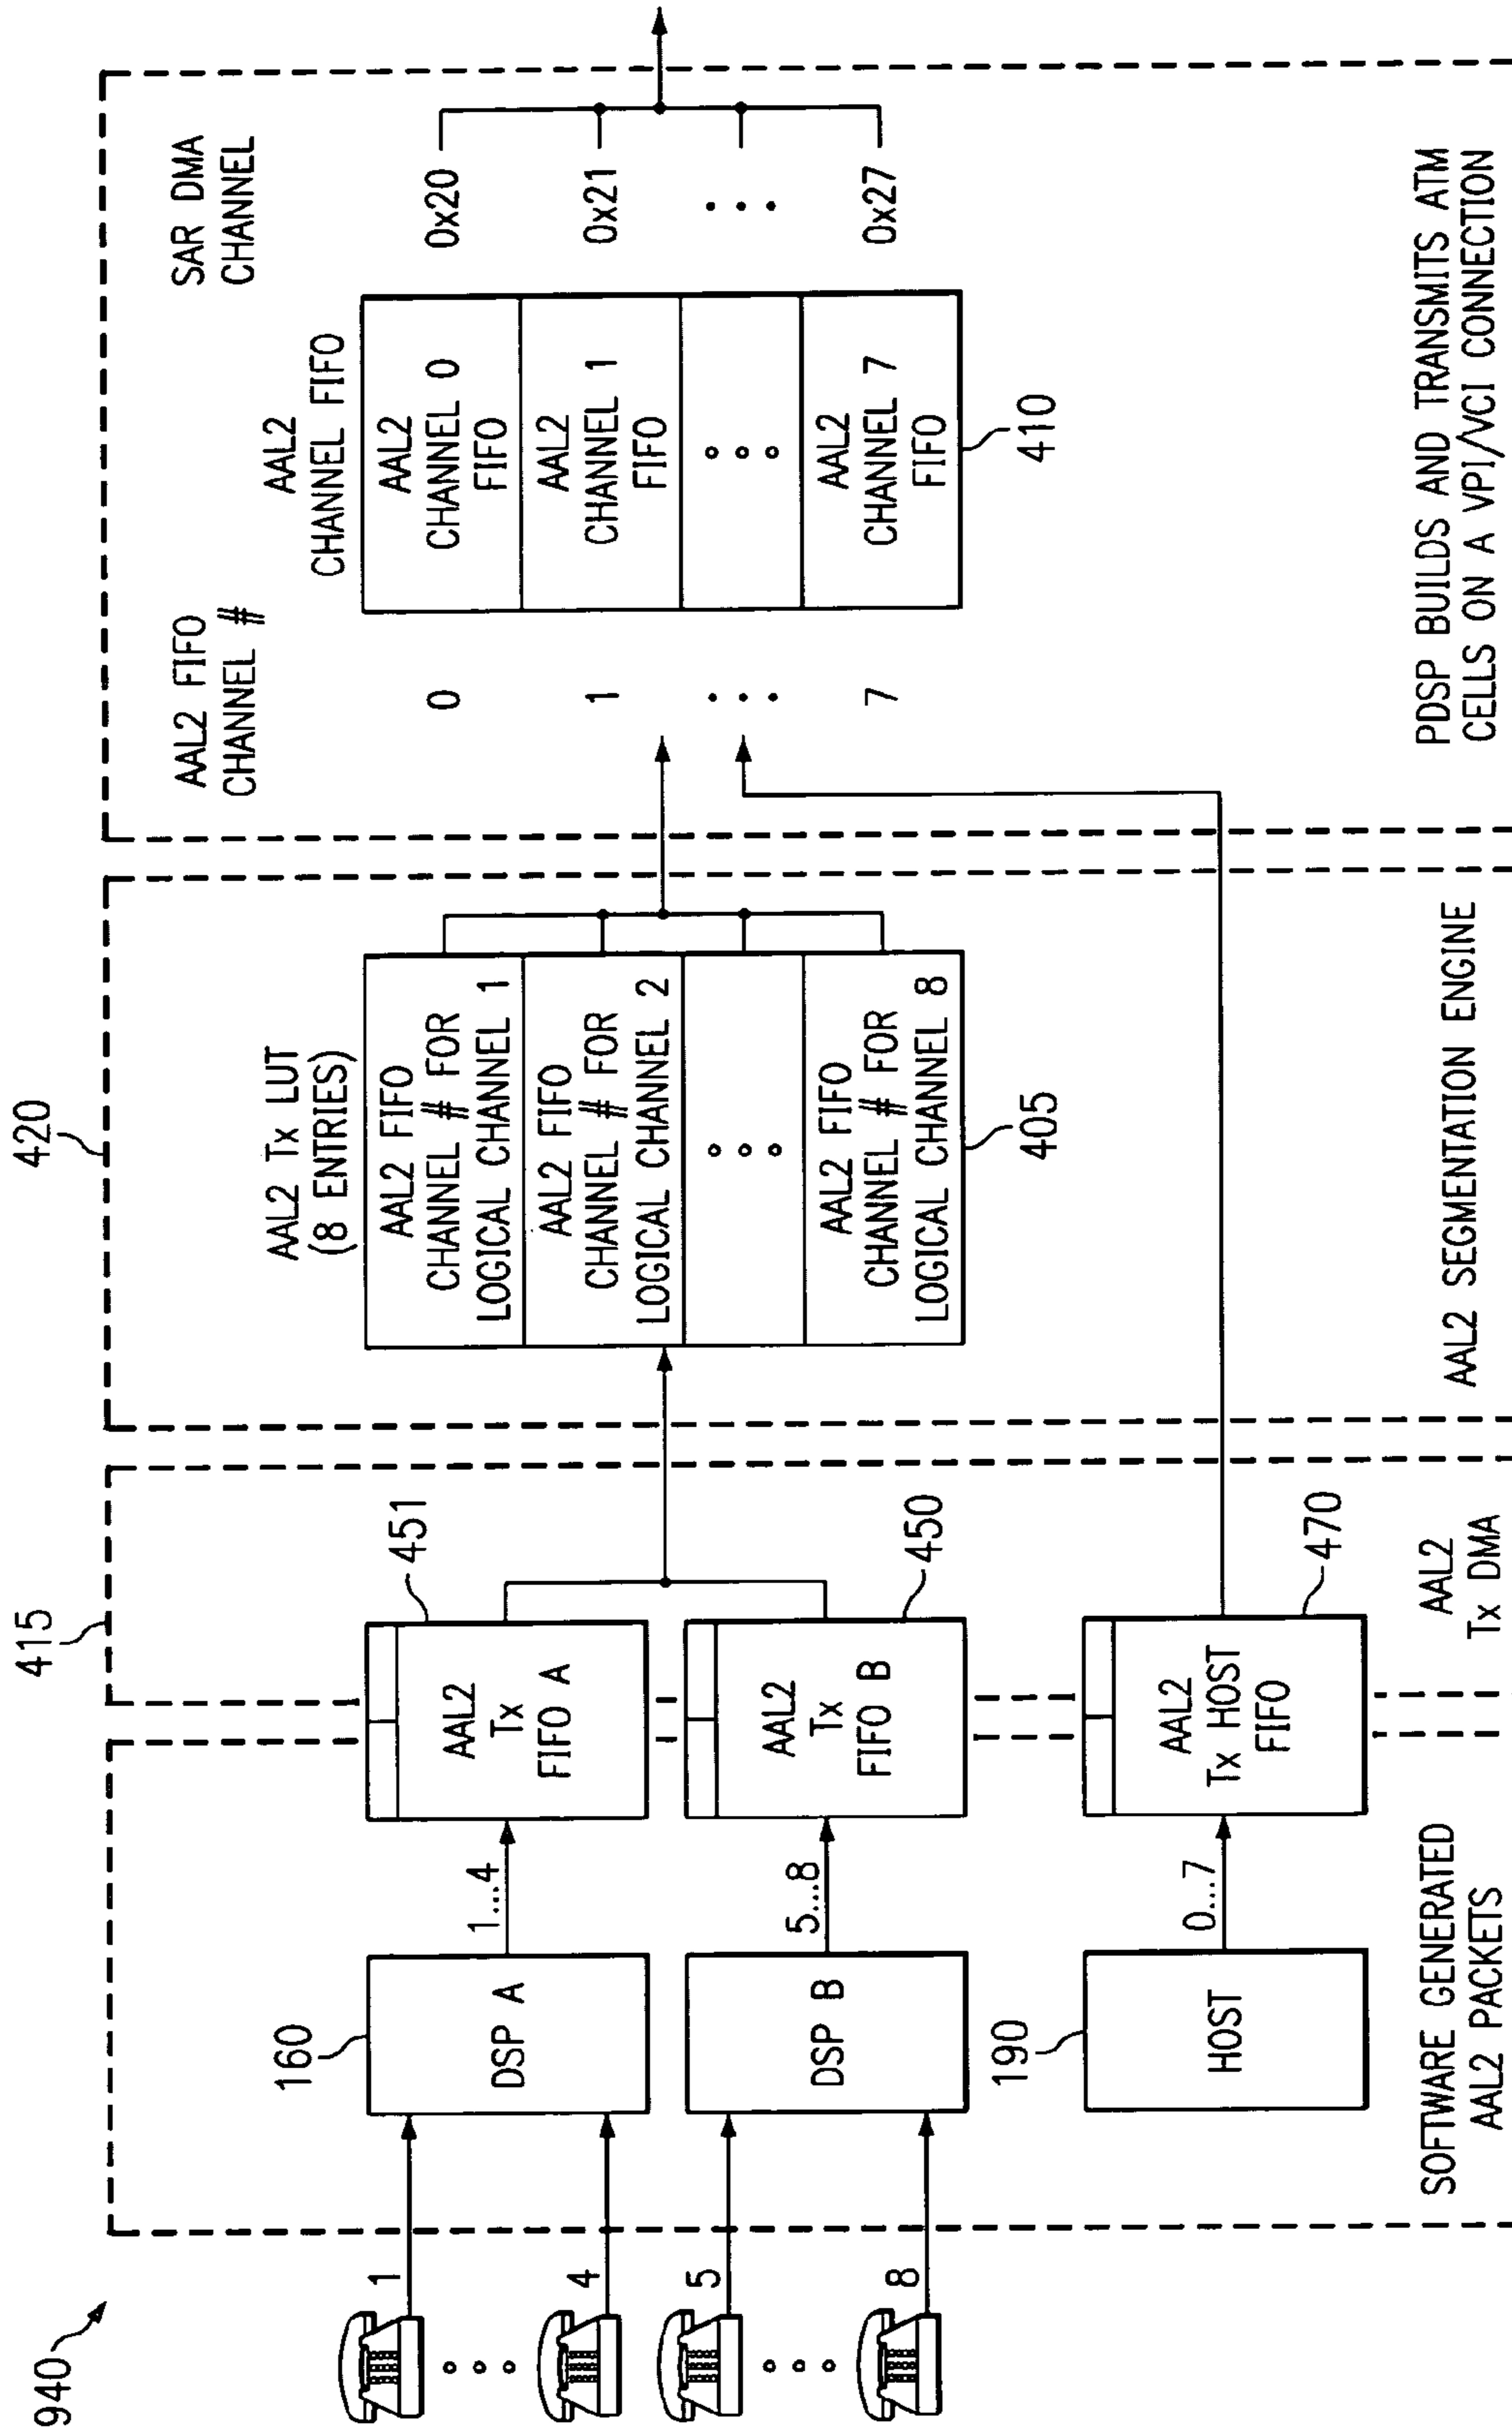 940
415
420
1
4
5
8
160
DSP A
DSP B
190
HOST
1...4
5...8
0...7
451
AAL2
Tx
FIFO A
450
AAL2
Tx
FIFO B
470
AAL2
Tx HOST
FIFO
SOFTWARE GENERATED
AAL2 PACKETS
AAL2
Tx DMA
AAL2 Tx LUT
(8 ENTRIES)
AAL2 FIFO
CHANNEL # FOR
LOGICAL CHANNEL 1
AAL2 FIFO
CHANNEL # FOR
LOGICAL CHANNEL 2
AAL2 FIFO
CHANNEL # FOR
LOGICAL CHANNEL 8
405
AAL2 SEGMENTATION ENGINE
AAL2 FIFO
CHANNEL #
0
1
7
AAL2
CHANNEL FIFO
AAL2
CHANNEL 0
FIFO
AAL2
CHANNEL 1
FIFO
AAL2
CHANNEL 7
FIFO
410
SAR DMA
CHANNEL
0x20
0x21
0x27
PDSP BUILDS AND TRANSMITS ATM
CELLS ON A VPI/VCI CONNECTION